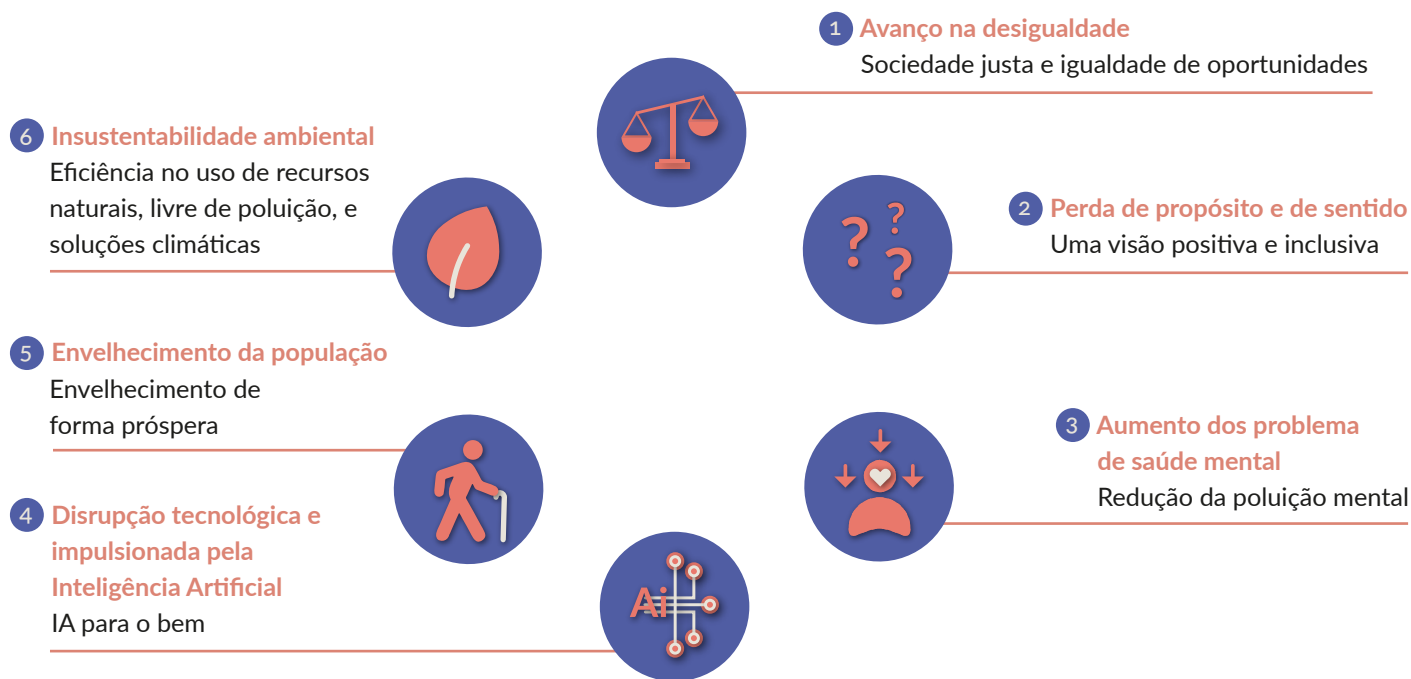 1 Avanço na desigualdade
Sociedade justa e igualdade de oportunidades
2 Perda de propósito e de sentido
Uma visão positiva e inclusiva
3 Aumento dos problema
de saúde mental
Redução da poluição mental
4 Disrupção tecnológica e
impulsionada pela
Inteligência Artificial
IA para o bem
Ai
5 Envelhecimento da população
Envelhecimento de
forma próspera
6 Insustentabilidade ambiental
Eficiência no uso de recursos
naturais, livre de poluição, e
soluções climáticas
? ? ?